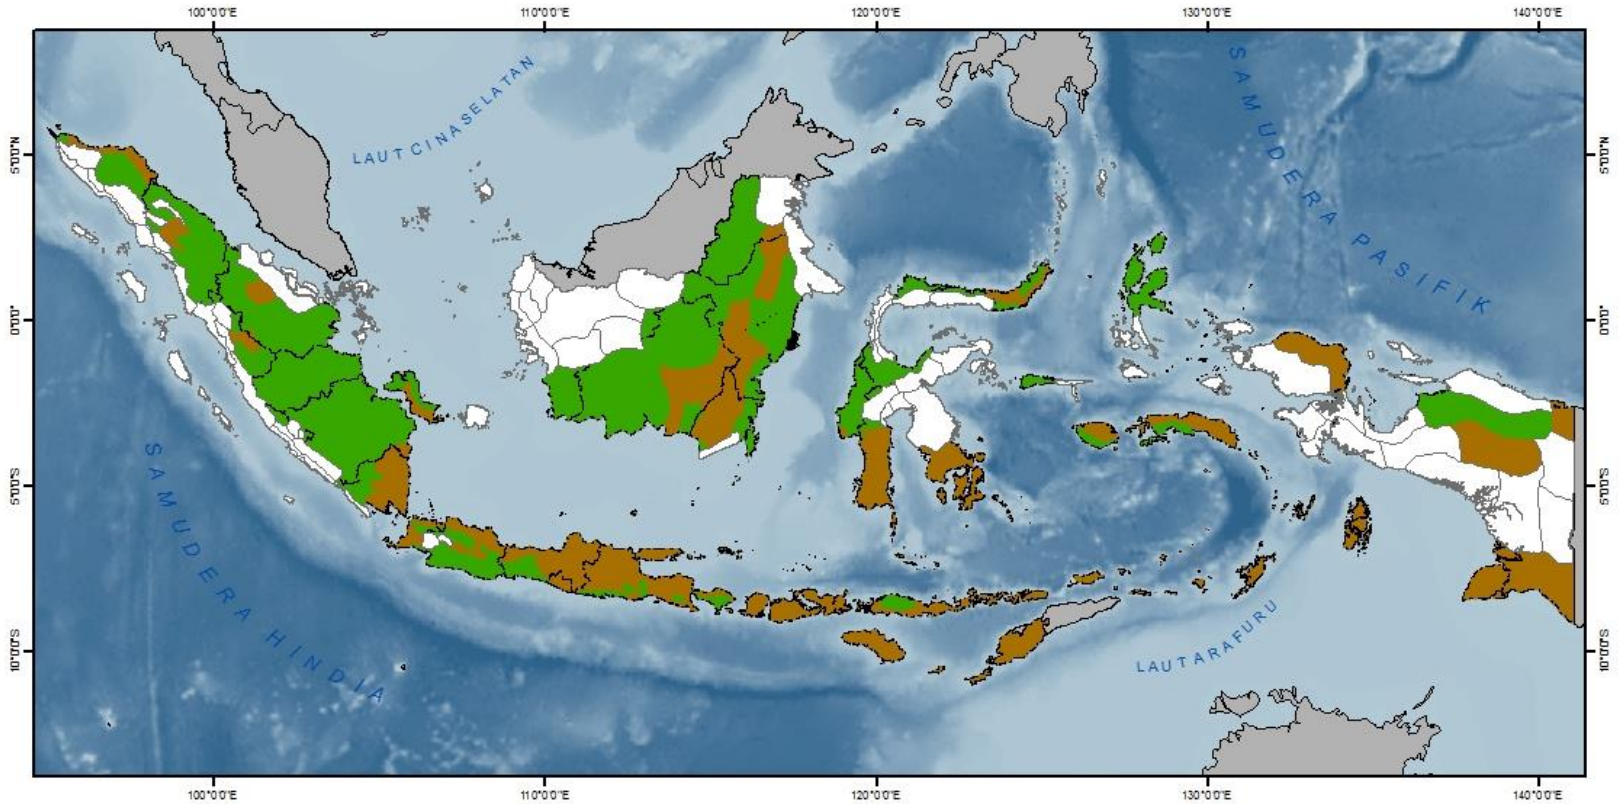 100°0'0"E 110°0'0"E 120°0'0"E 130°0'0"E 140°0'0"E
LAUT CINA SELATAN
SAMUDERA PASIFIK
5°0'0"N 5°0'0"N
0°0'0" 0°0'0"
5°0'0"S 5°0'0"S
SAMUDERA HINDIA
LAUT ARAFURU
10°0'0"S 10°0'0"S
100°0'0"E 110°0'0"E 120°0'0"E 130°0'0"E 140°0'0"E